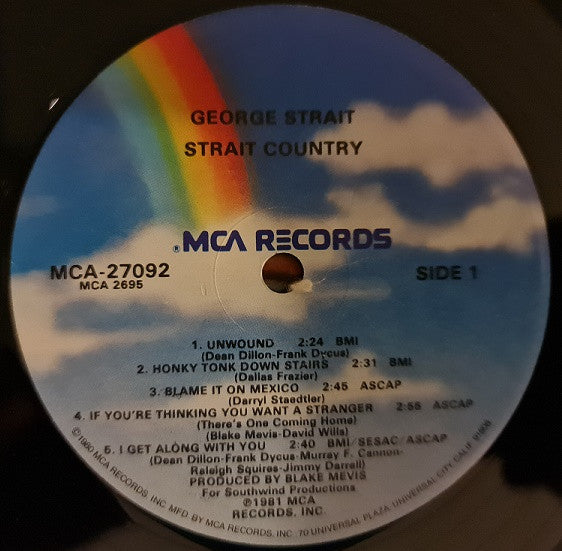 GEORGE STRAIT
STRAIT COUNTRY
®MCA RECORDS
MCA-27092
MCA 2695
SIDE 1
1. UNWOUND 2:24 BMI
(Dean Dillon-Frank Dycus)
2. HONKY TONK DOWN STAIRS 2:31 BMI
(Dallas Frazier)
3. BLAME IT ON MEXICO 2:45 ASCAP
(Darryl Staedtler)
4. IF YOU'RE THINKING YOU WANT A STRANGER 2:56 ASCAP
(There's One Coming Home)
(Blake Mevis-David Wills)
5. I GET ALONG WITH YOU 2:40 BMI/SESAC/ASCAP
(Dean Dillon-Frank Dycus-Murray F. Cannon-
Raleigh Squires-Jimmy Darrell)
PRODUCED BY BLAKE MEVIS
For Southwind Productions
℗1981 MCA
RECORDS, INC.
©1980 MCA RECORDS, INC. MFD BY MCA RECORDS, INC. 70 UNIVERSAL PLAZA-UNIVERSAL CITY, CALIF.